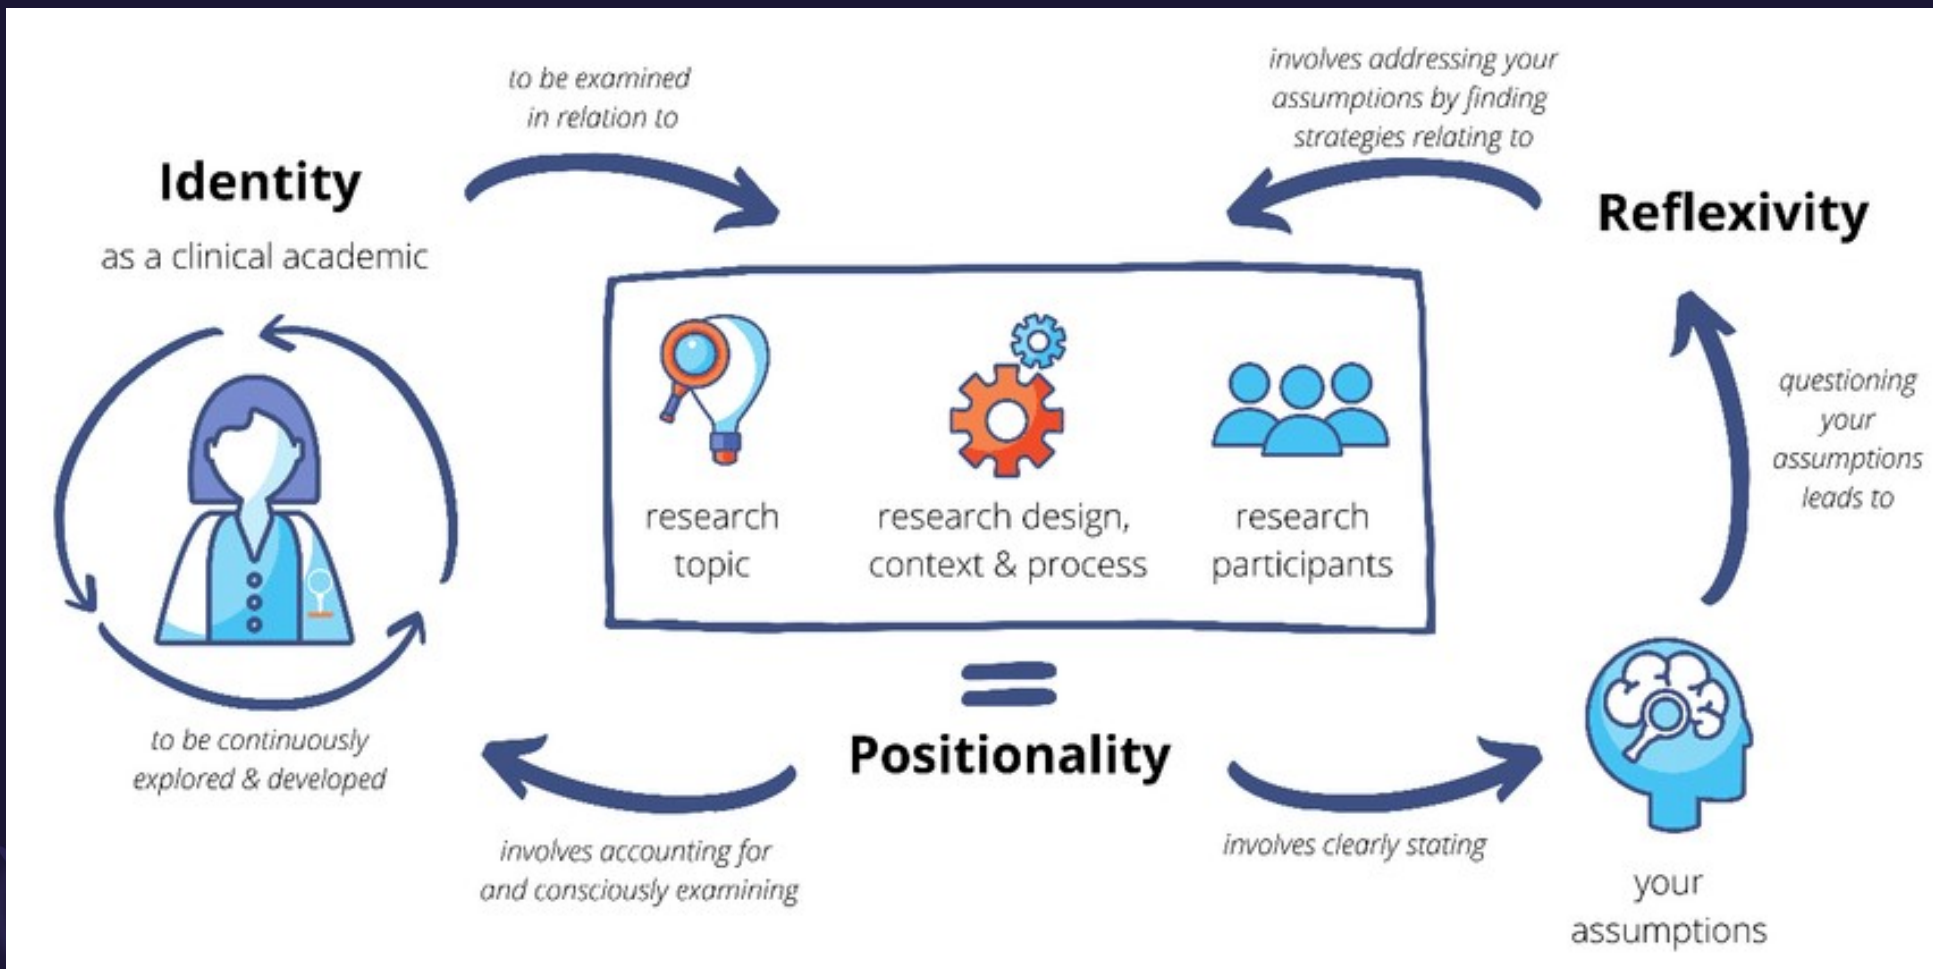 to be examined
in relation to
Identity
as a clinical academic
to be continuously
explored & developed
involves addressing your
assumptions by finding
strategies relating to
Reflexivity
research
topic
research design,
context & process
research
participants
=
Positionality
involves accounting for
and consciously examining
involves clearly stating
questioning
your
assumptions
leads to
your
assumptions